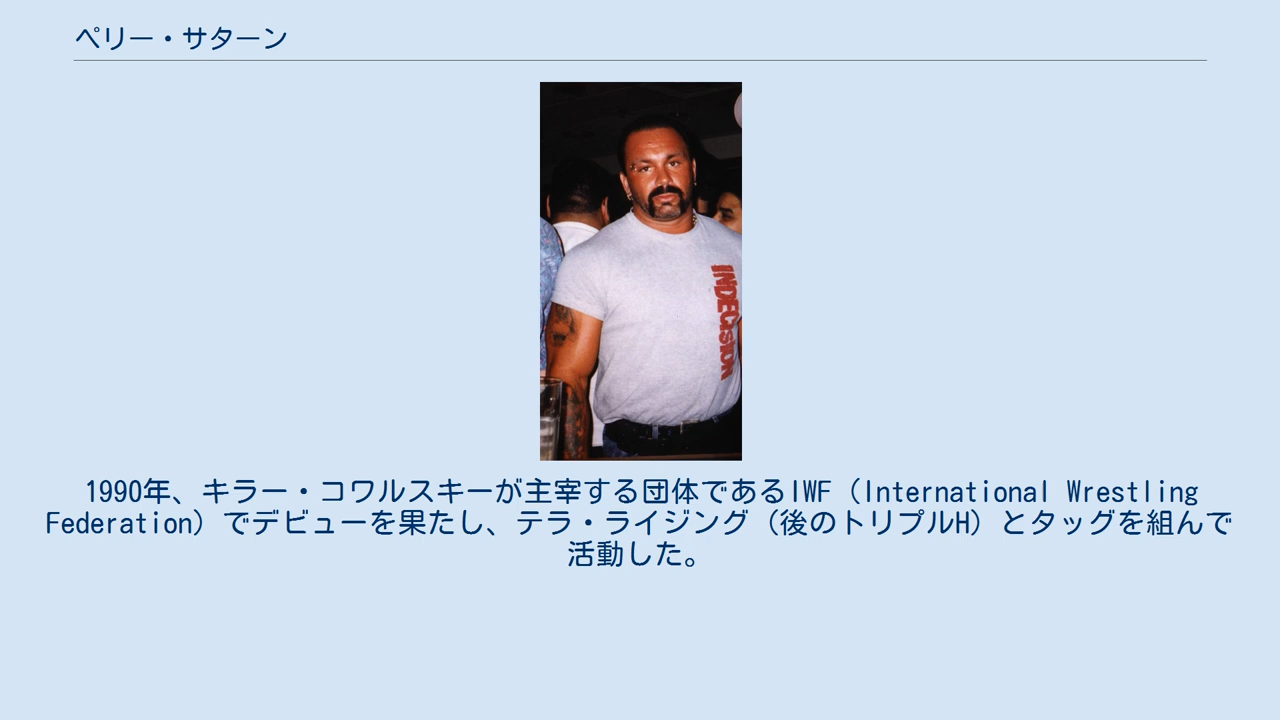 ペリー・サターン
INDECISION
1990年、キラー・コワルスキーが主宰する団体であるIWF（International Wrestling
Federation）でデビューを果たし、テラ・ライジング（後のトリプルH）とタッグを組んで
活動した。